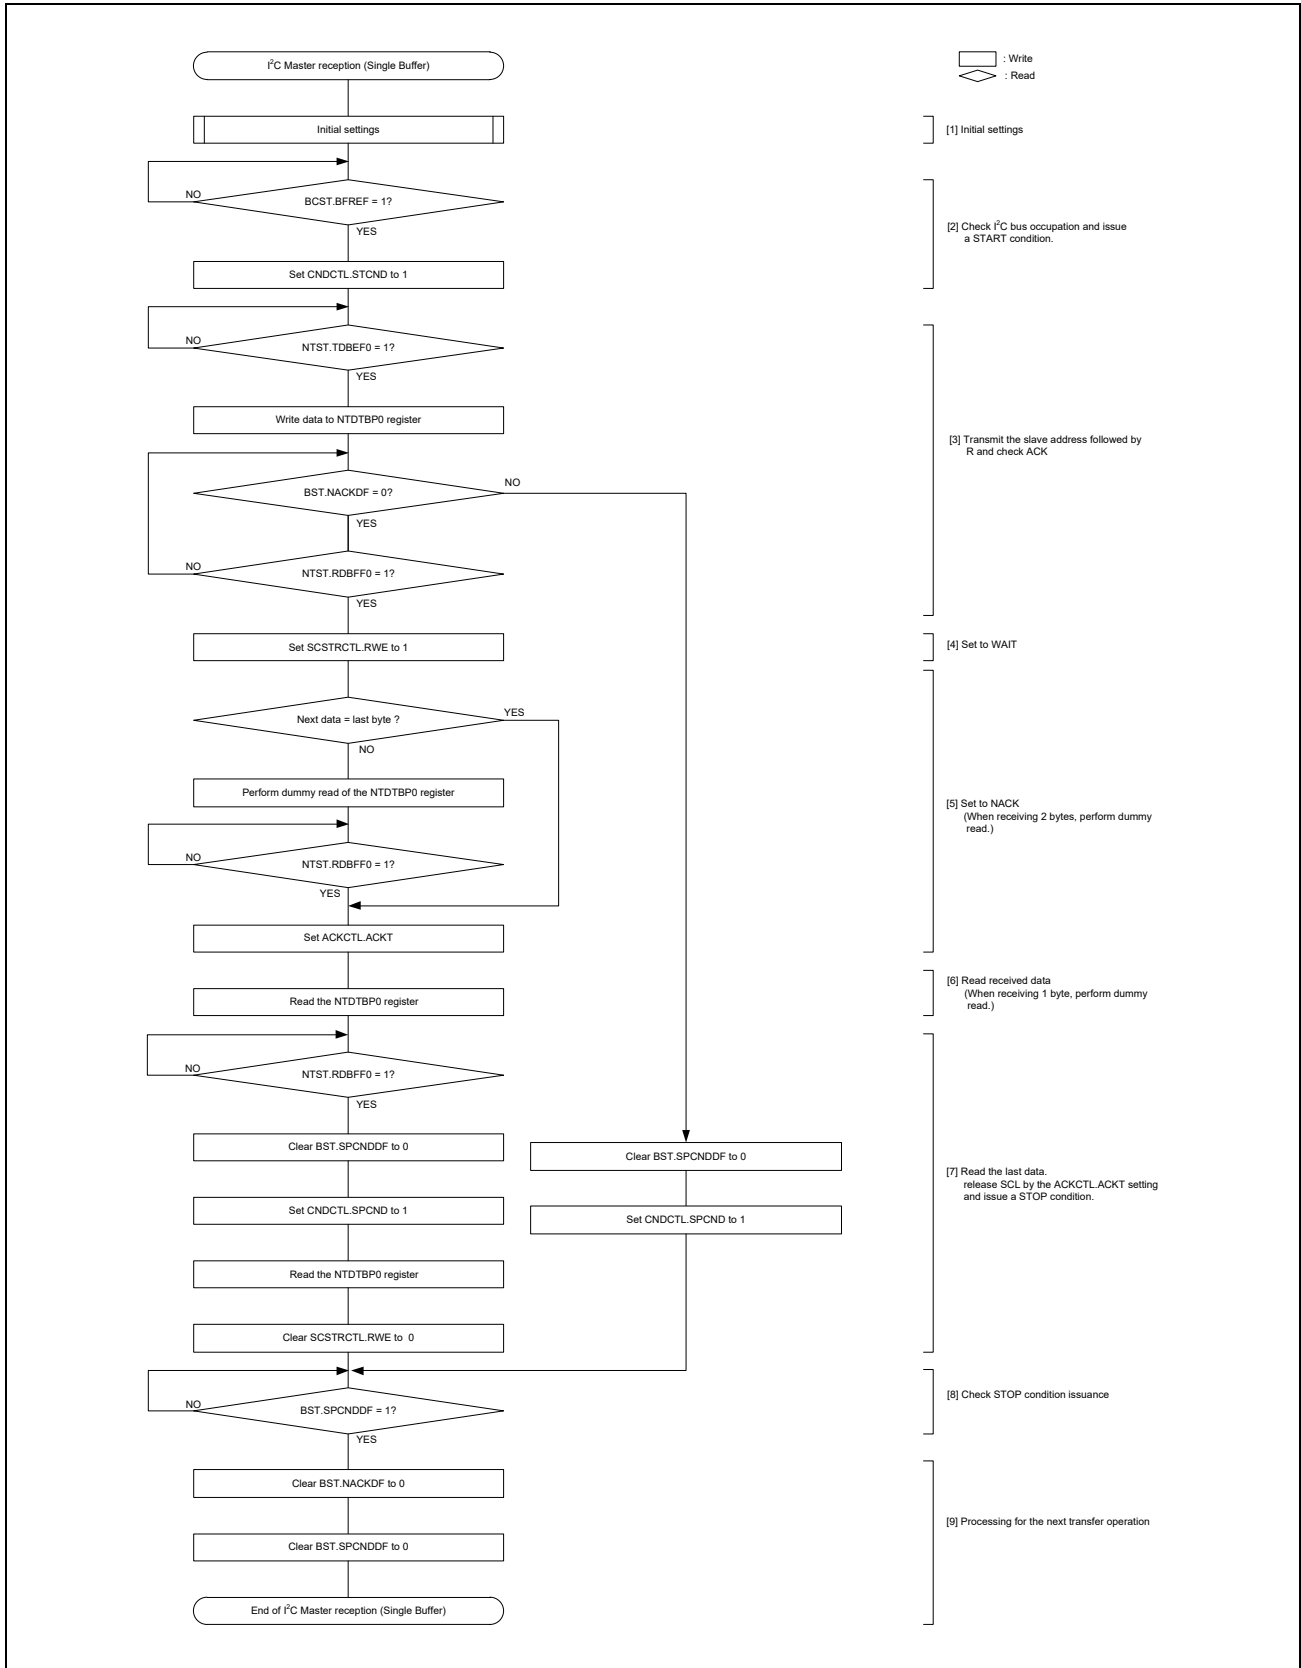 I²C Master reception (Single Buffer)
: Write
: Read
Initial settings
[1] Initial settings
NO
BCST.BFREF = 1?
YES
[2] Check I²C bus occupation and issue
a START condition.
Set CNDCTL.STCND to 1
NO
NTST.TDBEF0 = 1?
YES
Write data to NTDTBP0 register
[3] Transmit the slave address followed by
R and check ACK
BST.NACKDF = 0?
NO
YES
NO
NTST.RDBFF0 = 1?
YES
Set SCSTRCTL.RWE to 1
[4] Set to WAIT
Next data = last byte ?
YES
NO
Perform dummy read of the NTDTBP0 register
[5] Set to NACK
(When receiving 2 bytes, perform dummy
read.)
NO
NTST.RDBFF0 = 1?
YES
Set ACKCTL.ACKT
[6] Read received data
(When receiving 1 byte, perform dummy
read.)
Read the NTDTBP0 register
NO
NTST.RDBFF0 = 1?
YES
Clear BST.SPCNDDF to 0
Clear BST.SPCNDDF to 0
[7] Read the last data.
release SCL by the ACKCTL.ACKT setting
and issue a STOP condition.
Set CNDCTL.SPCND to 1
Set CNDCTL.SPCND to 1
Read the NTDTBP0 register
Clear SCSTRCTL.RWE to 0
[8] Check STOP condition issuance
NO
BST.SPCNDDF = 1?
YES
Clear BST.NACKDF to 0
[9] Processing for the next transfer operation
Clear BST.SPCNDDF to 0
End of I²C Master reception (Single Buffer)